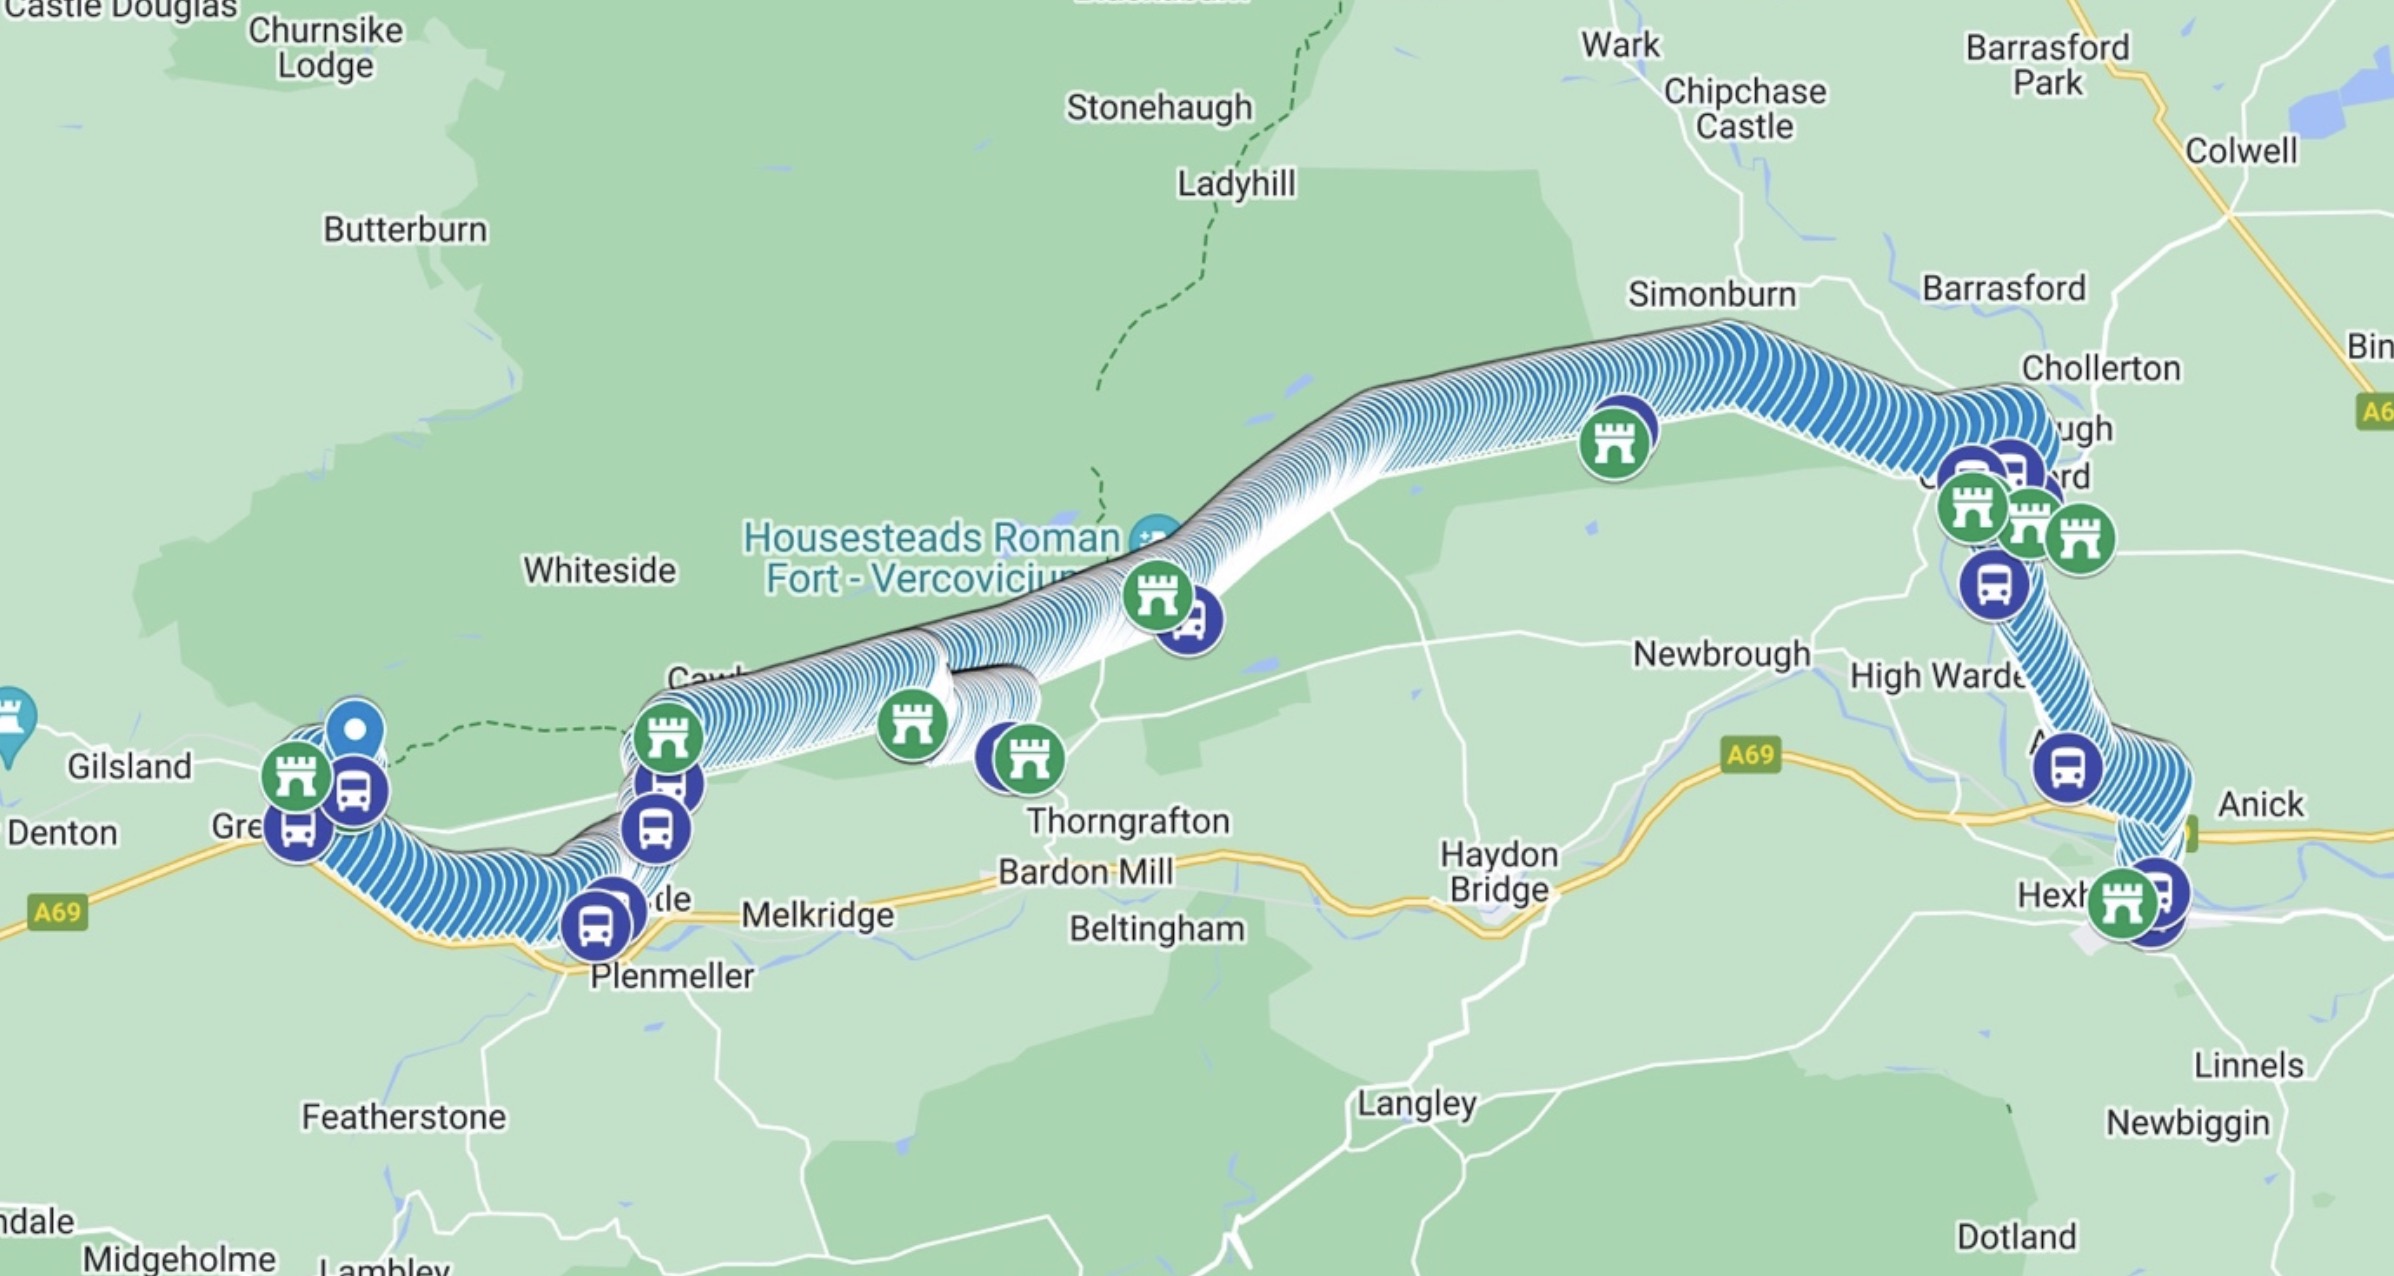 Castle Douglas
Churnsike
Lodge
Wark
Barrasford
Park
Chipchase
Castle
Stonehaugh
Colwell
Ladyhill
Butterburn
Simonburn
Barrasford
Bin
Chollerton
A6
ugh
rd
Housesteads Roman
Fort - Vercovicium
Whiteside
Newbrough
High Warde
Caw
Gilsland
A69
Gre
Denton
Anick
Thorngrafton
Haydon
Bridge
Bardon Mill
Hexh
tle
Melkridge
A69
Beltingham
Plenmeller
Linnels
Langley
Featherstone
Newbiggin
ndale
Dotland
Midgeholme
Lambley